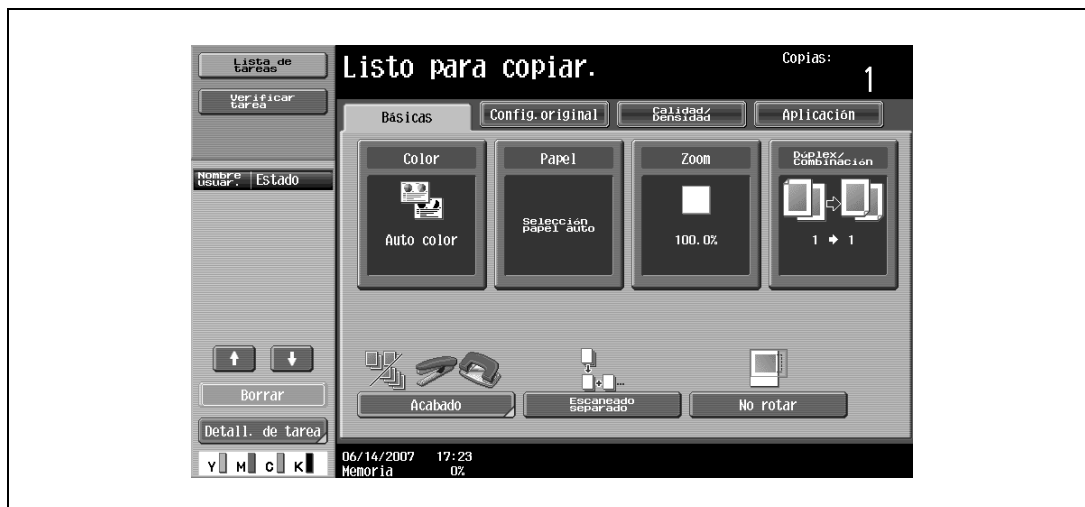 Lista de
tareas
Verificar
tarea
Nombre
usuar.
Estado
Borrar
Detall. de tarea
Y M C K
Listo para copiar.
Copias:
1
Básicas
Config.original
Calidad/
Densidad
Aplicación
Color
Auto color
Papel
Selección
papel auto
Zoom
100.0%
Dúplex/
Combinación
1 → 1
Acabado
Escaneado
separado
No rotar
06/14/2007 17:23
Memoria 0%